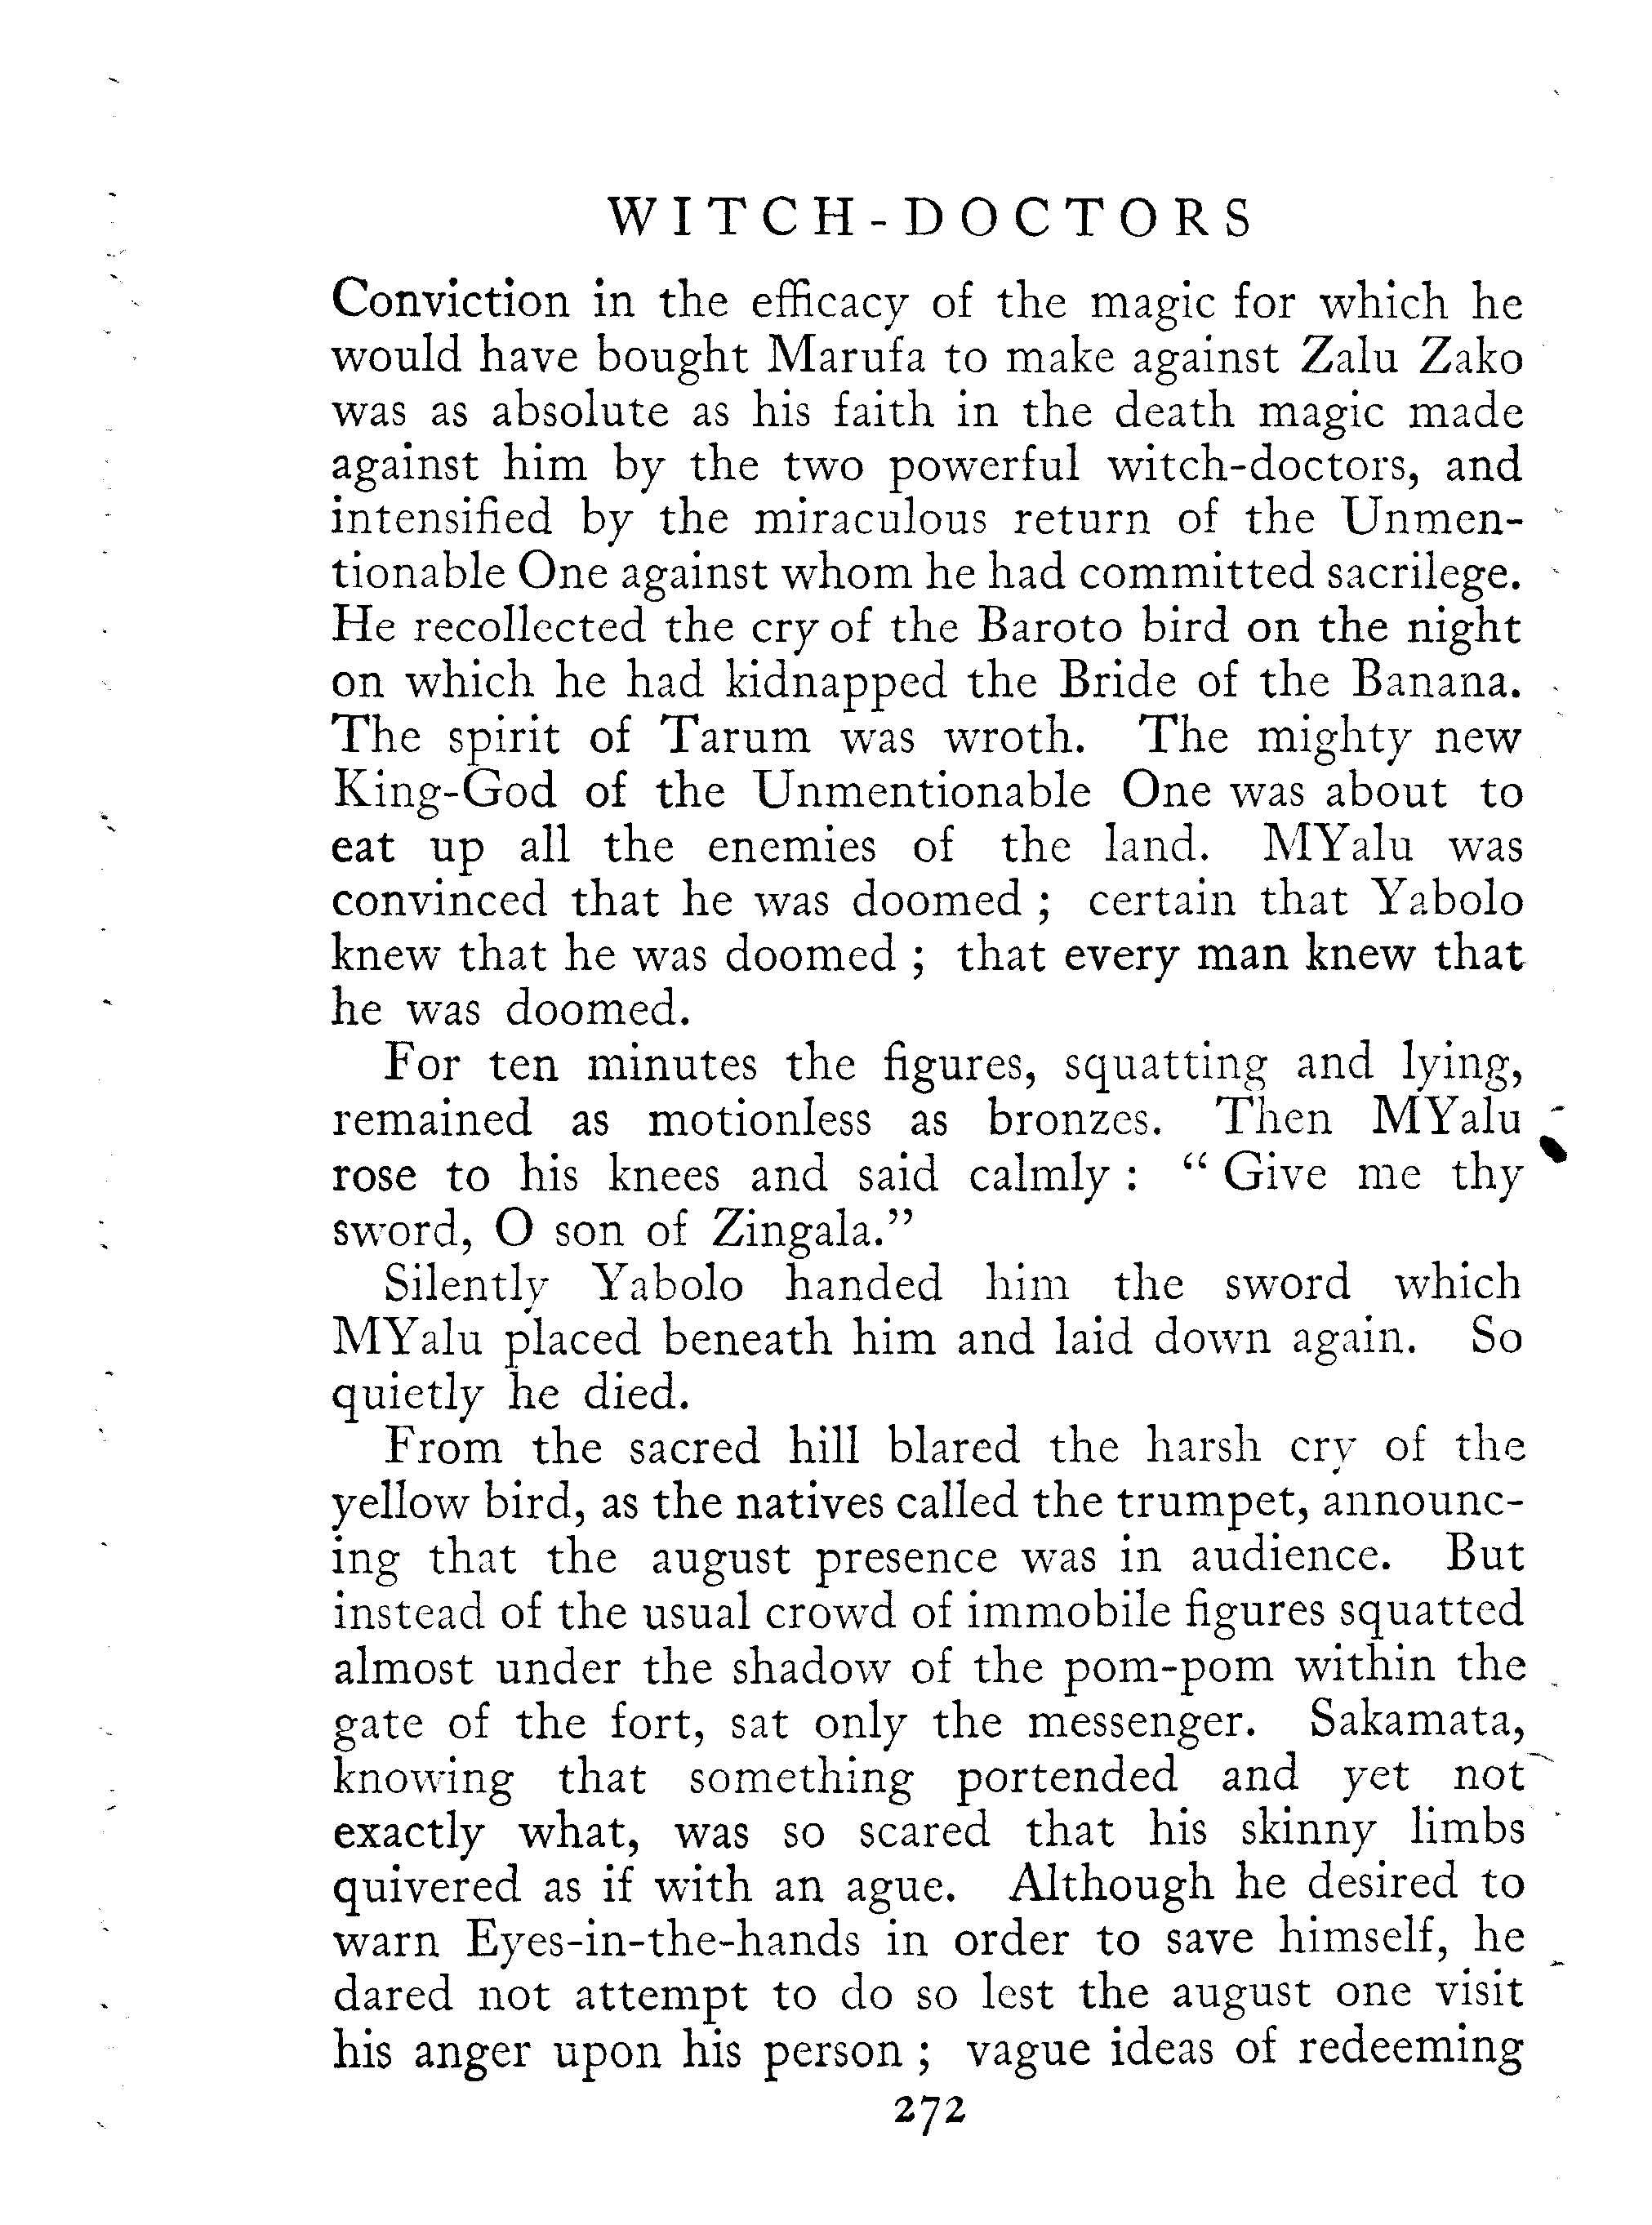 WITCH-DOCTORS
Conviction in the efficacy of the magic for which he
would have bought Marufa to make against Zalu Zako
was as absolute as his faith in the death magic made
against him by the two powerful witch-doctors, and
intensified by the miraculous return of the Unmen-
tionable One against whom he had committed sacrilege.
He recollected the cry of the Baroto bird on the night
on which he had kidnapped the Bride of the Banana.
The spirit of Tarum was wroth. The mighty new
King-God of the Unmentionable One was about to
eat up all the enemies of the land. MYalu was
convinced that he was doomed ; certain that Yabolo
knew that he was doomed ; that every man knew that
he was doomed.
For ten minutes the figures, squatting and lying,
remained as motionless as bronzes. Then MYalu
rose to his knees and said calmly : “ Give me thy
sword, O son of Zingala.”
Silently Yabolo handed him the sword which
MYalu placed beneath him and laid down again. So
quietly he died.
From the sacred hill blared the harsh cry of the
yellow bird, as the natives called the trumpet, announc-
ing that the august presence was in audience. But
instead of the usual crowd of immobile figures squatted
almost under the shadow of the pom-pom within the
gate of the fort, sat only the messenger. Sakamata,
knowing that something portended and yet not
exactly what, was so scared that his skinny limbs
quivered as if with an ague. Although he desired to
warn Eyes-in-the-hands in order to save himself, he
dared not attempt to do so lest the august one visit
his anger upon his person ; vague ideas of redeeming
272